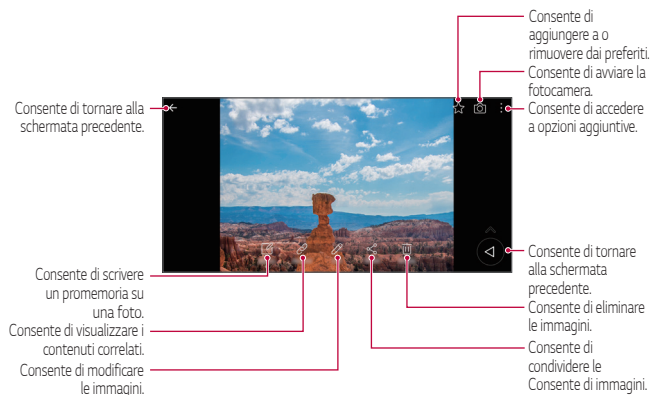 Consente di
aggiungere a o
rimuovere dai preferiti.
Consente di avviare la
fotocamera.
Consente di accedere
a opzioni aggiuntive.
Consente di tornare alla
schermata precedente.
Consente di tornare
alla schermata
precedente.
Consente di eliminare
le immagini.
Consente di
condividere le
Consente di immagini.
Consente di scrivere
un promemoria su
una foto.
Consente di visualizzare i
contenuti correlati.
Consente di modificare
le immagini.